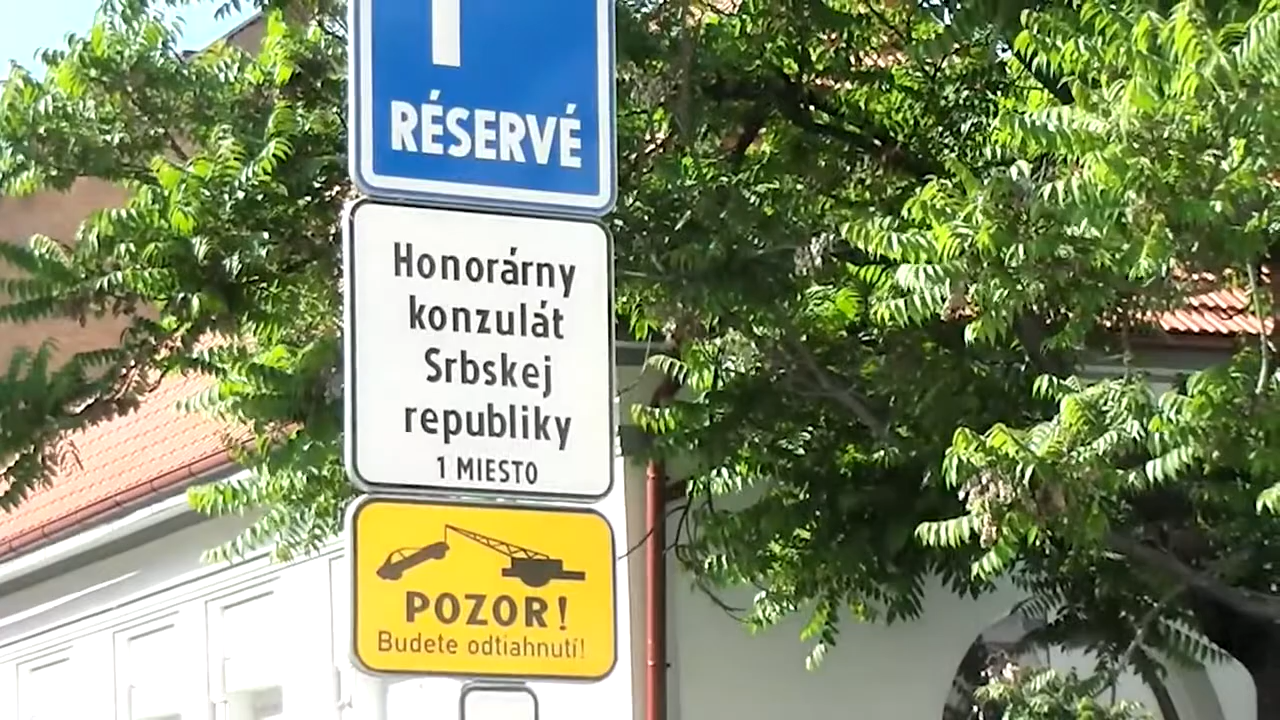 RÉSERVÉ
Honorárny
konzulát
Srbskej
republiky
1 MIESTO
POZOR!
Budete odtiahnutí!